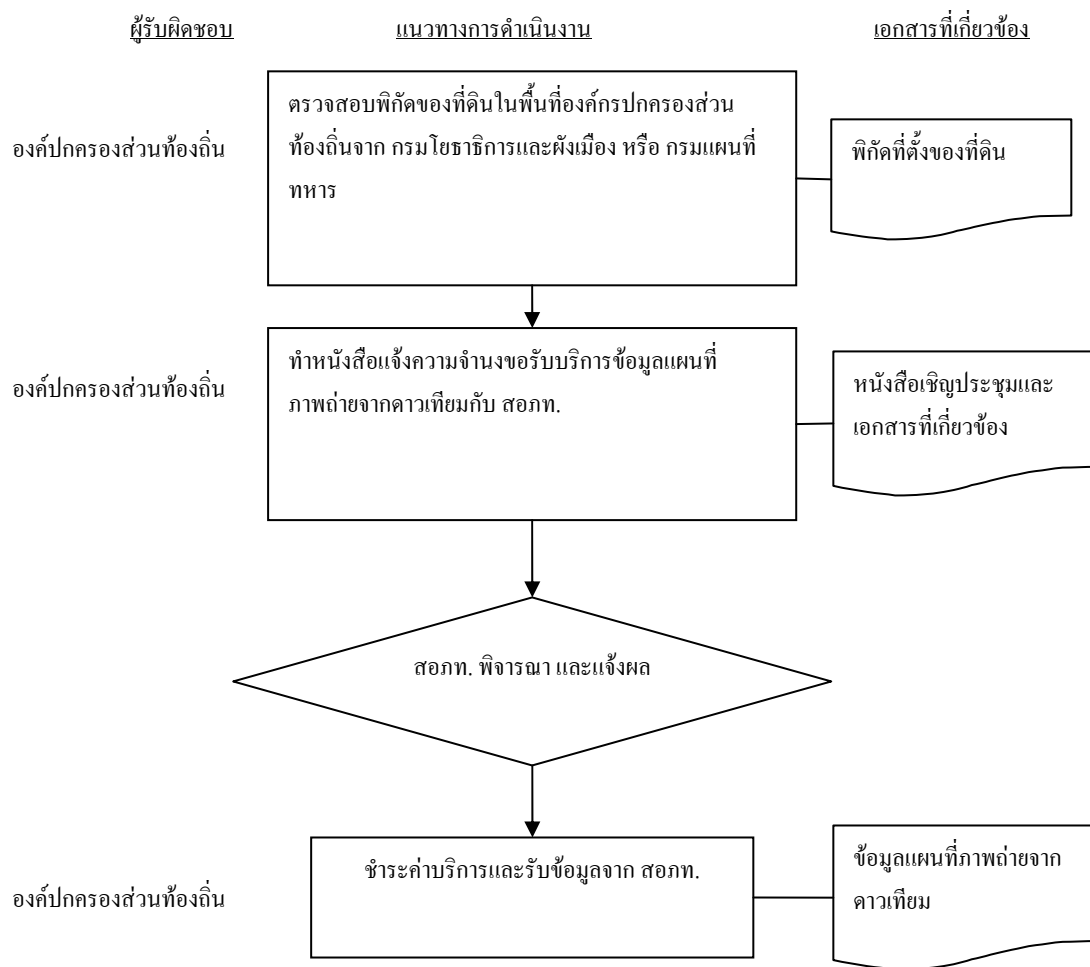 ผู้รับผิดชอบ
แนวทางการดำเนินงาน
เอกสารที่เกี่ยวข้อง
องค์ปกครองส่วนท้องถิ่น
ตรวจสอบพิกัดของที่ดินในพื้นที่องค์กรปกครองส่วน
ท้องถิ่นจาก กรมโยธาธิการและผังเมือง หรือ กรมแผนที่
ทหาร
พิกัดที่ตั้งของที่ดิน
องค์ปกครองส่วนท้องถิ่น
ทำหนังสือแจ้งความจำนงขอรับบริการข้อมูลแผนที่
ภาพถ่ายจากดาวเทียมกับ สอภท.
หนังสือเชิญประชุมและ
เอกสารที่เกี่ยวข้อง
สอภท. พิจารณา และแจ้งผล
องค์ปกครองส่วนท้องถิ่น
ชำระค่าบริการและรับข้อมูลจาก สอภท.
ข้อมูลแผนที่ภาพถ่ายจาก
ดาวเทียม